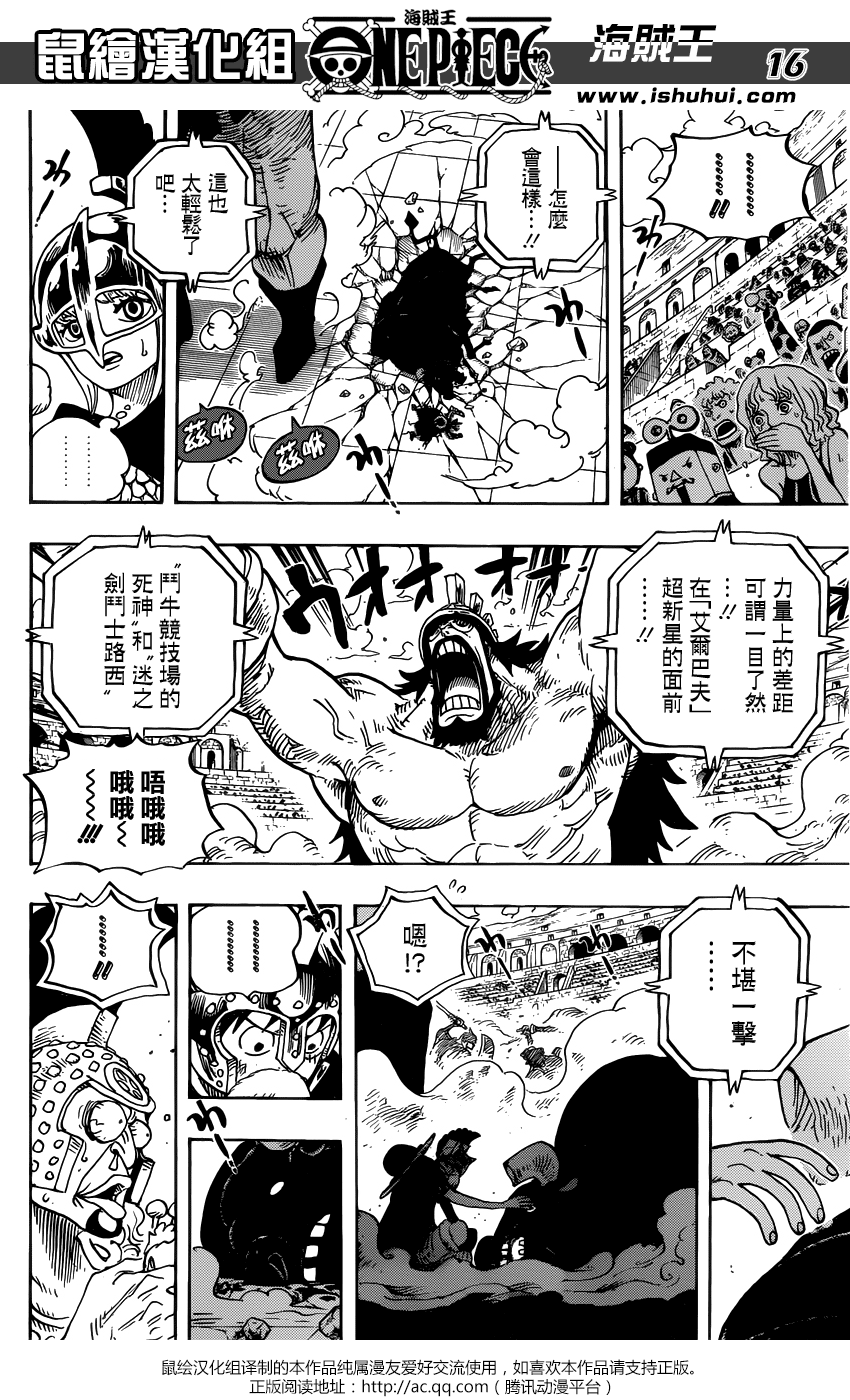 鼠繪漢化組
海賊王
ONE PIECE
海賊王
16
www.ishuhui.com
………
………!!
——怎麼
會這樣…!!
這也
太輕鬆了
吧…
茲咻
茲咻
………
………
力量上的差距
可謂一目了然
…!!
在「艾爾巴夫」
超新星的面前
……!!
〝鬥牛競技場的
死神〞和〝迷之
劍鬥士路西〞
唔哦哦
哦哦~
~~~!!!
不堪一擊
……
嗯
!?
………
………
………!!
鼠绘汉化组译制的本作品纯属漫友爱好交流使用，如喜欢本作品请支持正版。
正版阅读地址：http://ac.qq.com（腾讯动漫平台）